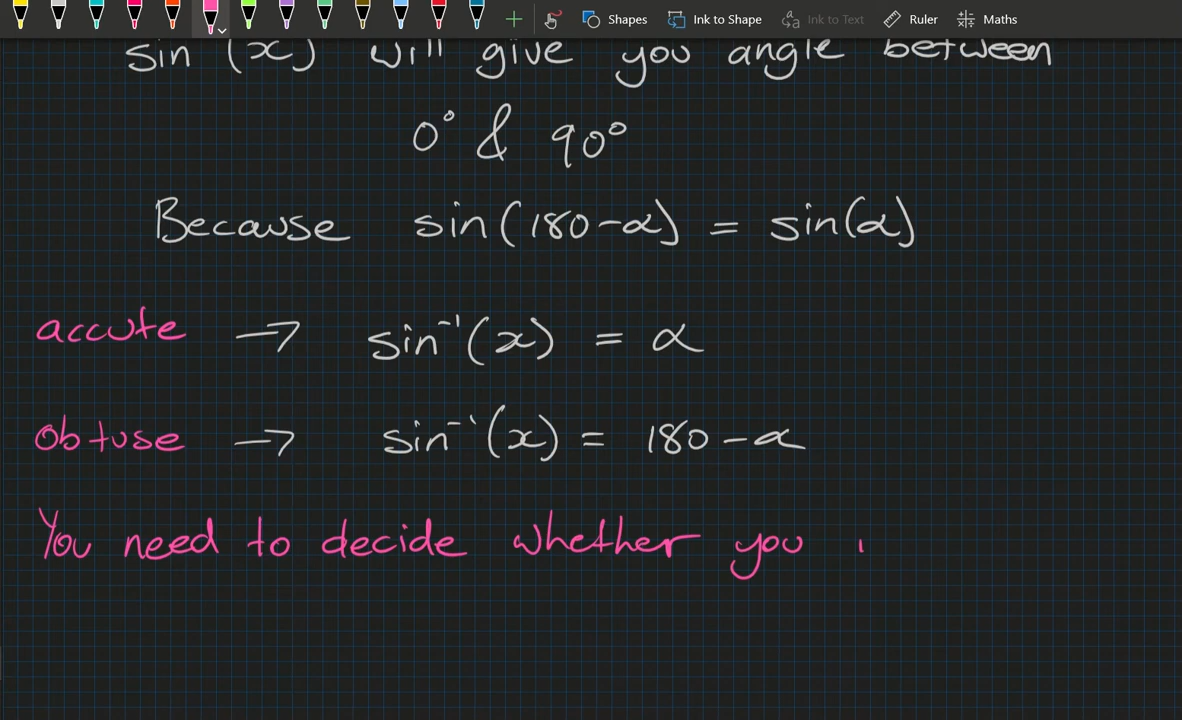 Shapes Ink to Shape Ink to Text Ruler Maths
sin (x) will give you angle between
0° & 90°
Because sin(180-α) = sin(α)
accute → sin⁻¹(x) = α
obtuse → sin⁻¹(x) = 180-α
You need to decide whether you